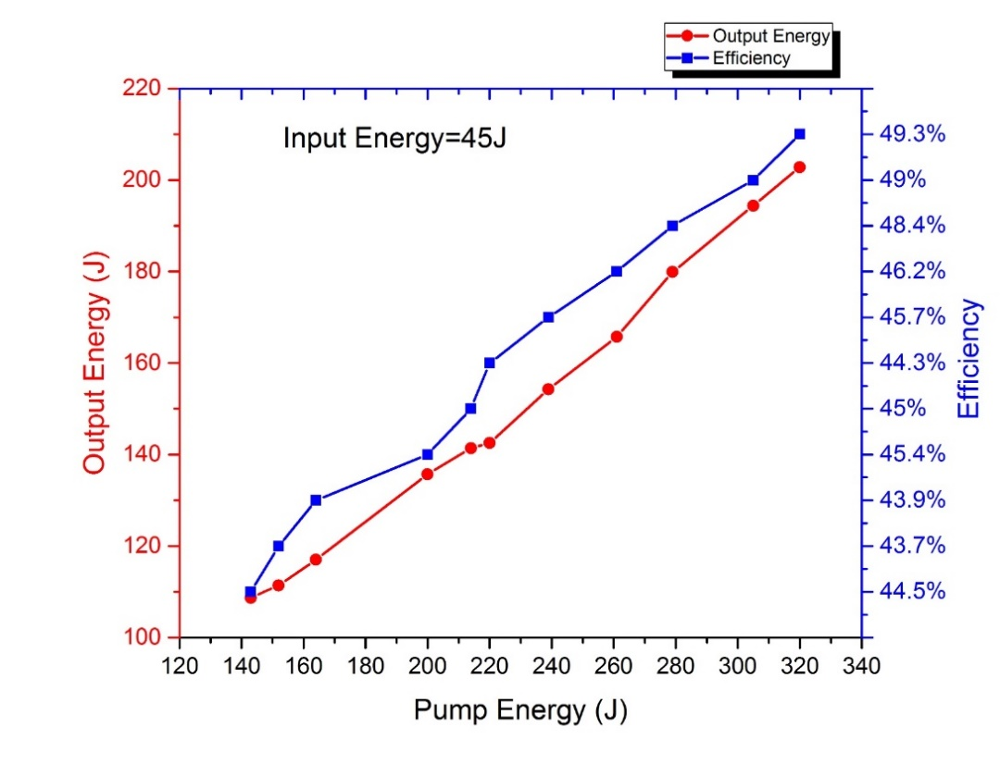 Output Energy
Efficiency
Input Energy=45J
220
200
180
160
140
120
100
Output Energy (J)
49.3%
49%
48.4%
46.2%
45.7%
44.3%
45%
45.4%
43.9%
43.7%
44.5%
Efficiency
120 140 160 180 200 220 240 260 280 300 320 340
Pump Energy (J)